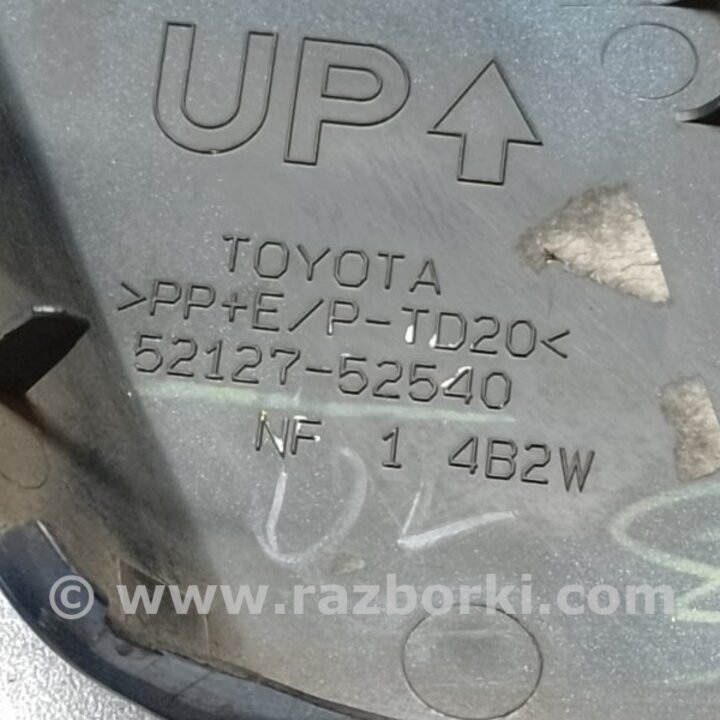 UP↑
TOYOTA
>PP+E/P-TD20<
52127-52540
NF 1 4B2W
© www.razborki.com